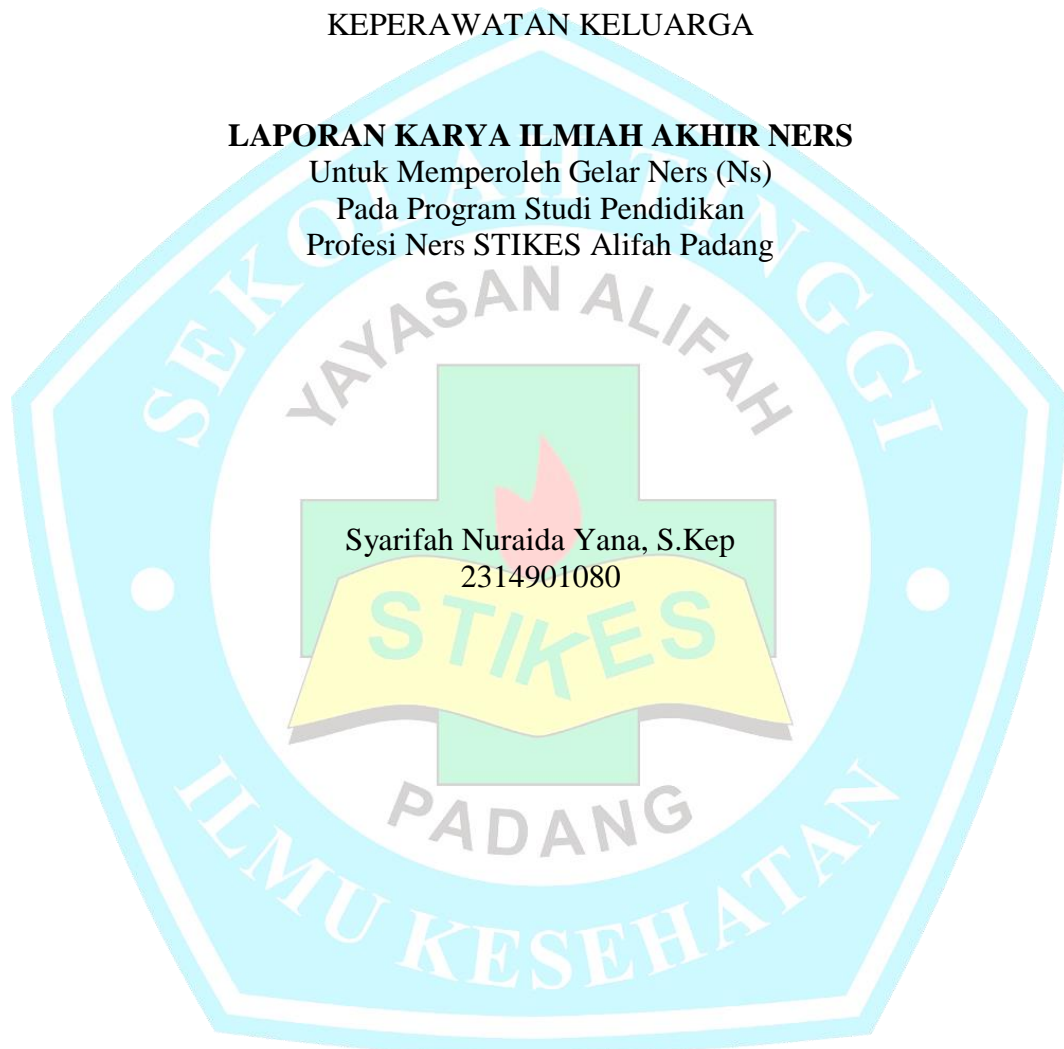 KEPERAWATAN KELUARGA
LAPORAN KARYA ILMIAH AKHIR NERS
Untuk Memperoleh Gelar Ners (Ns)
Pada Program Studi Pendidikan
Profesi Ners STIKES Alifah Padang
SEKOLAH TINGGI
YAYASAN ALIFAH
Syarifah Nuraida Yana, S.Kep
2314901080
STIKES
PADANG
ILMU KESEHATAN